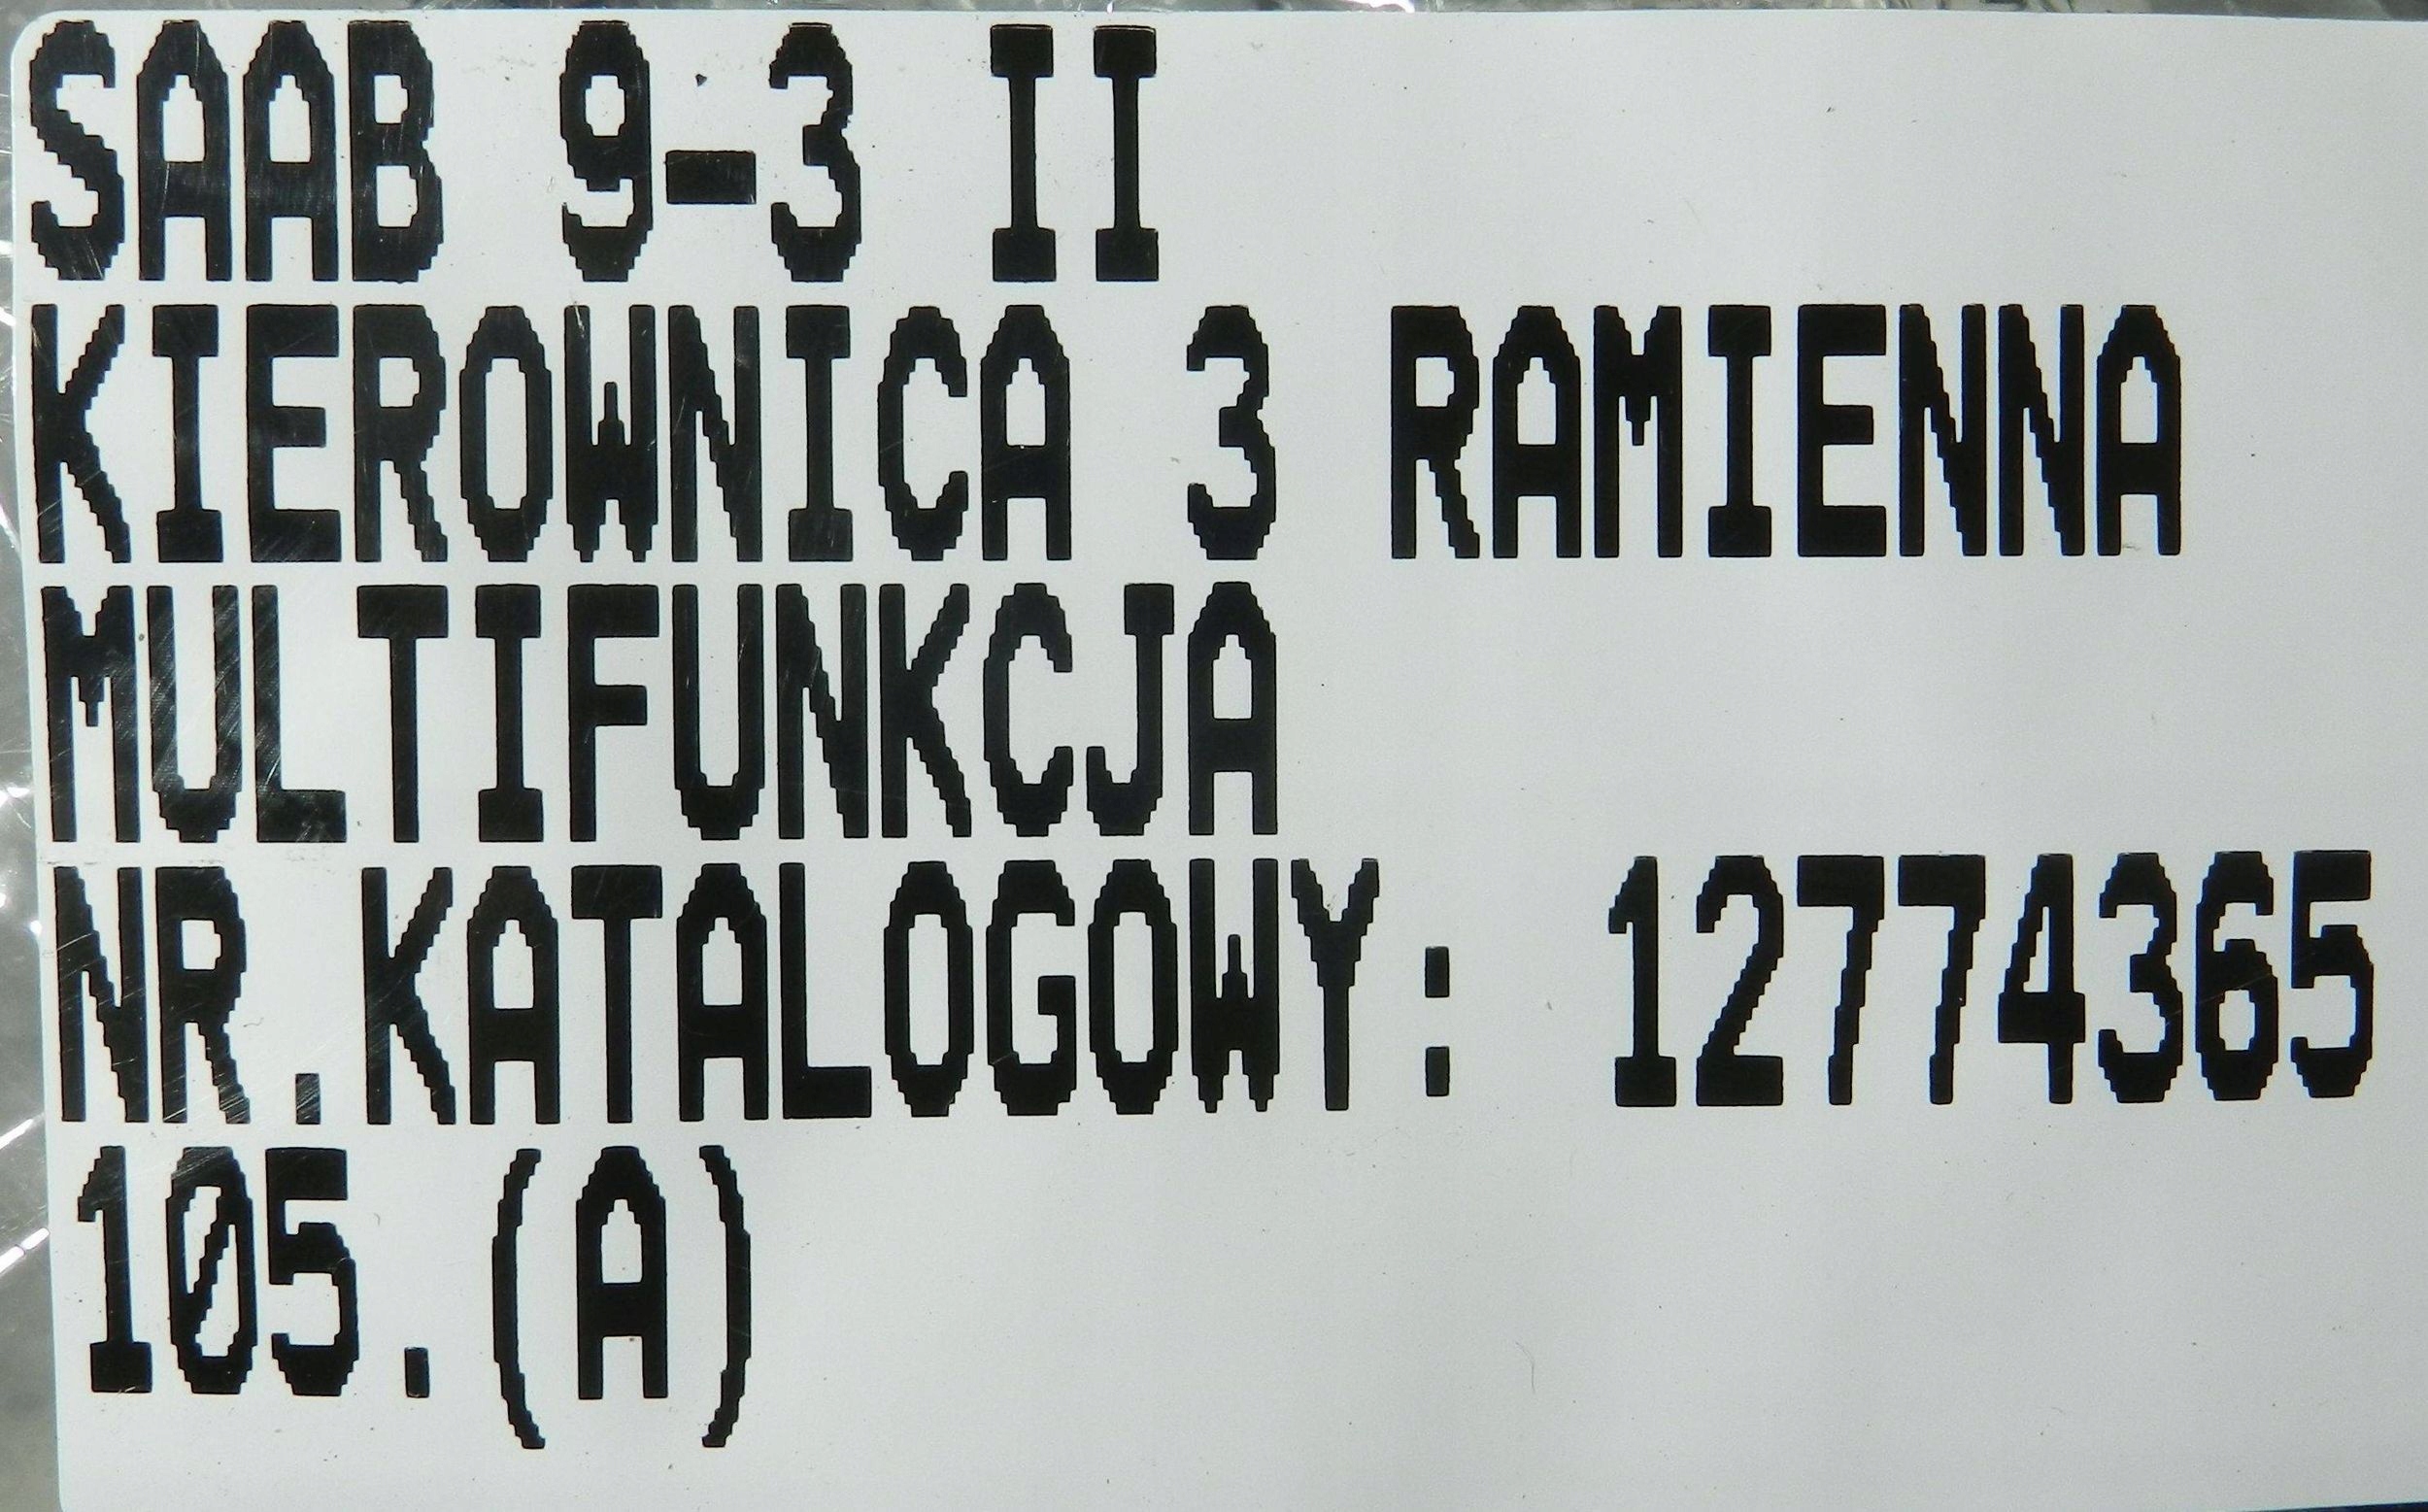 SAAB 9-3 II
KIEROWNICA 3 RAMIENNA
MULTIFUNKCJA
NR.KATALOGOWY: 12774365
105.(A)